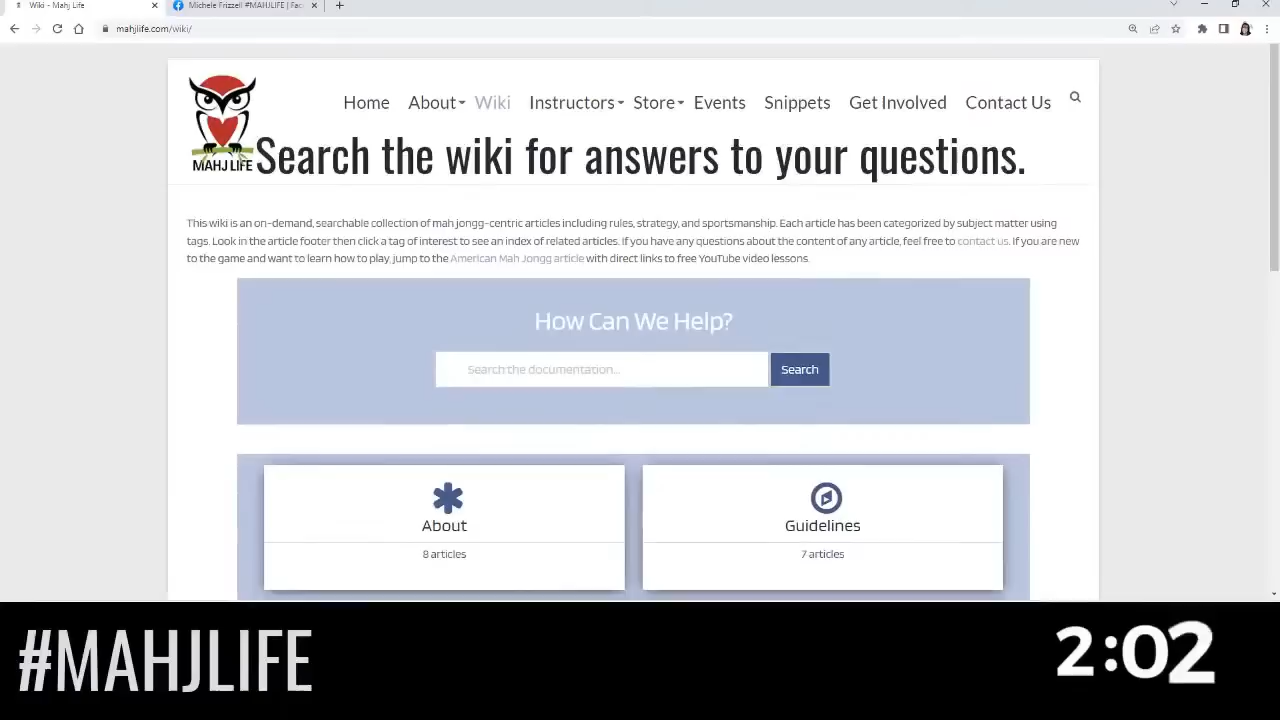 Wiki - Mahj Life
Michele Frizzell #MAHJLIFE | Fac
mahjlife.com/wiki/
MAHJ LIFE
Home About Wiki Instructors Store Events Snippets Get Involved Contact Us
Search the wiki for answers to your questions.
This wiki is an on-demand, searchable collection of mah jongg-centric articles including rules, strategy, and sportsmanship. Each article has been categorized by subject matter using
tags. Look in the article footer then click a tag of interest to see an index of related articles. If you have any questions about the content of any article, feel free to contact us. If you are new
to the game and want to learn how to play, jump to the American Mah Jongg article with direct links to free YouTube video lessons.
How Can We Help?
Search the documentation...
Search
About
8 articles
Guidelines
7 articles
#MAHJLIFE
2:02